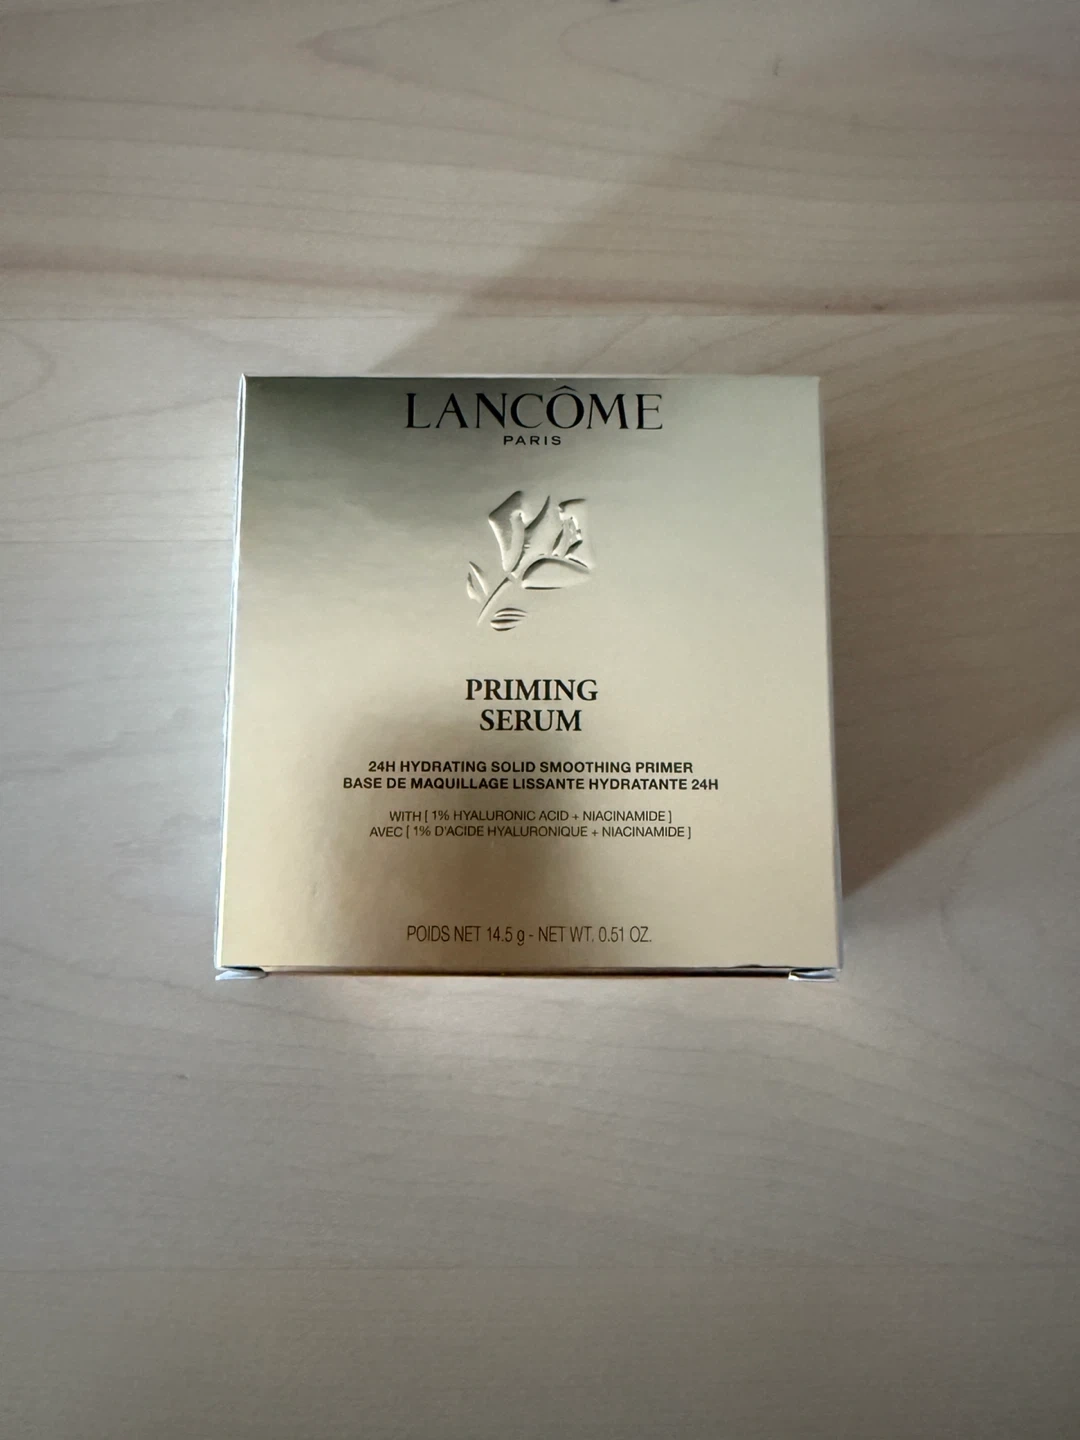 LANCÔME
PARIS
PRIMING
SERUM
24H HYDRATING SOLID SMOOTHING PRIMER
BASE DE MAQUILLAGE LISSANTE HYDRATANTE 24H
WITH [ 1% HYALURONIC ACID + NIACINAMIDE ]
AVEC [ 1% D'ACIDE HYALURONIQUE + NIACINAMIDE ]
POIDS NET 14.5 g - NET WT. 0.51 OZ.